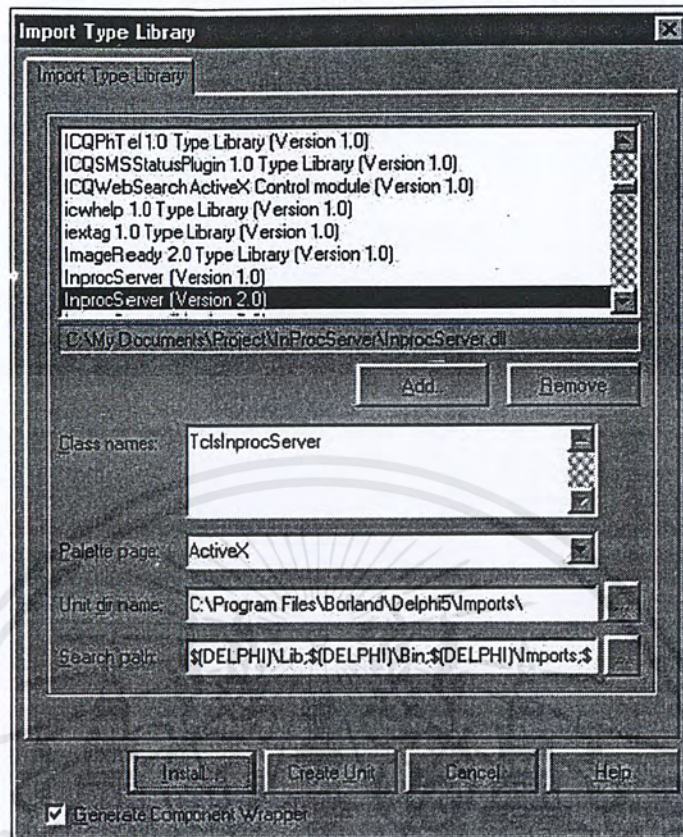 Import Type Library
Import Type Library
ICQPhTel 1.0 Type Library (Version 1.0)
ICQSMSStatusPlugin 1.0 Type Library (Version 1.0)
ICQWebSearch ActiveX Control module (Version 1.0)
icwhelp 1.0 Type Library (Version 1.0)
iextag 1.0 Type Library (Version 1.0)
ImageReady 2.0 Type Library (Version 1.0)
InprocServer (Version 1.0)
InprocServer (Version 2.0)
C:\My Documents\Project\InProcServer\InprocServer.dll
Add... Remove
Class names: TclsInprocServer
Palette page: ActiveX
Unit dir name: C:\Program Files\Borland\Delphi5\Imports\ ...
Search path: $(DELPHI)\Lib;$(DELPHI)\Bin;$(DELPHI)\Imports;$ ...
Install... Create Unit Cancel Help
Generate Component Wrapper